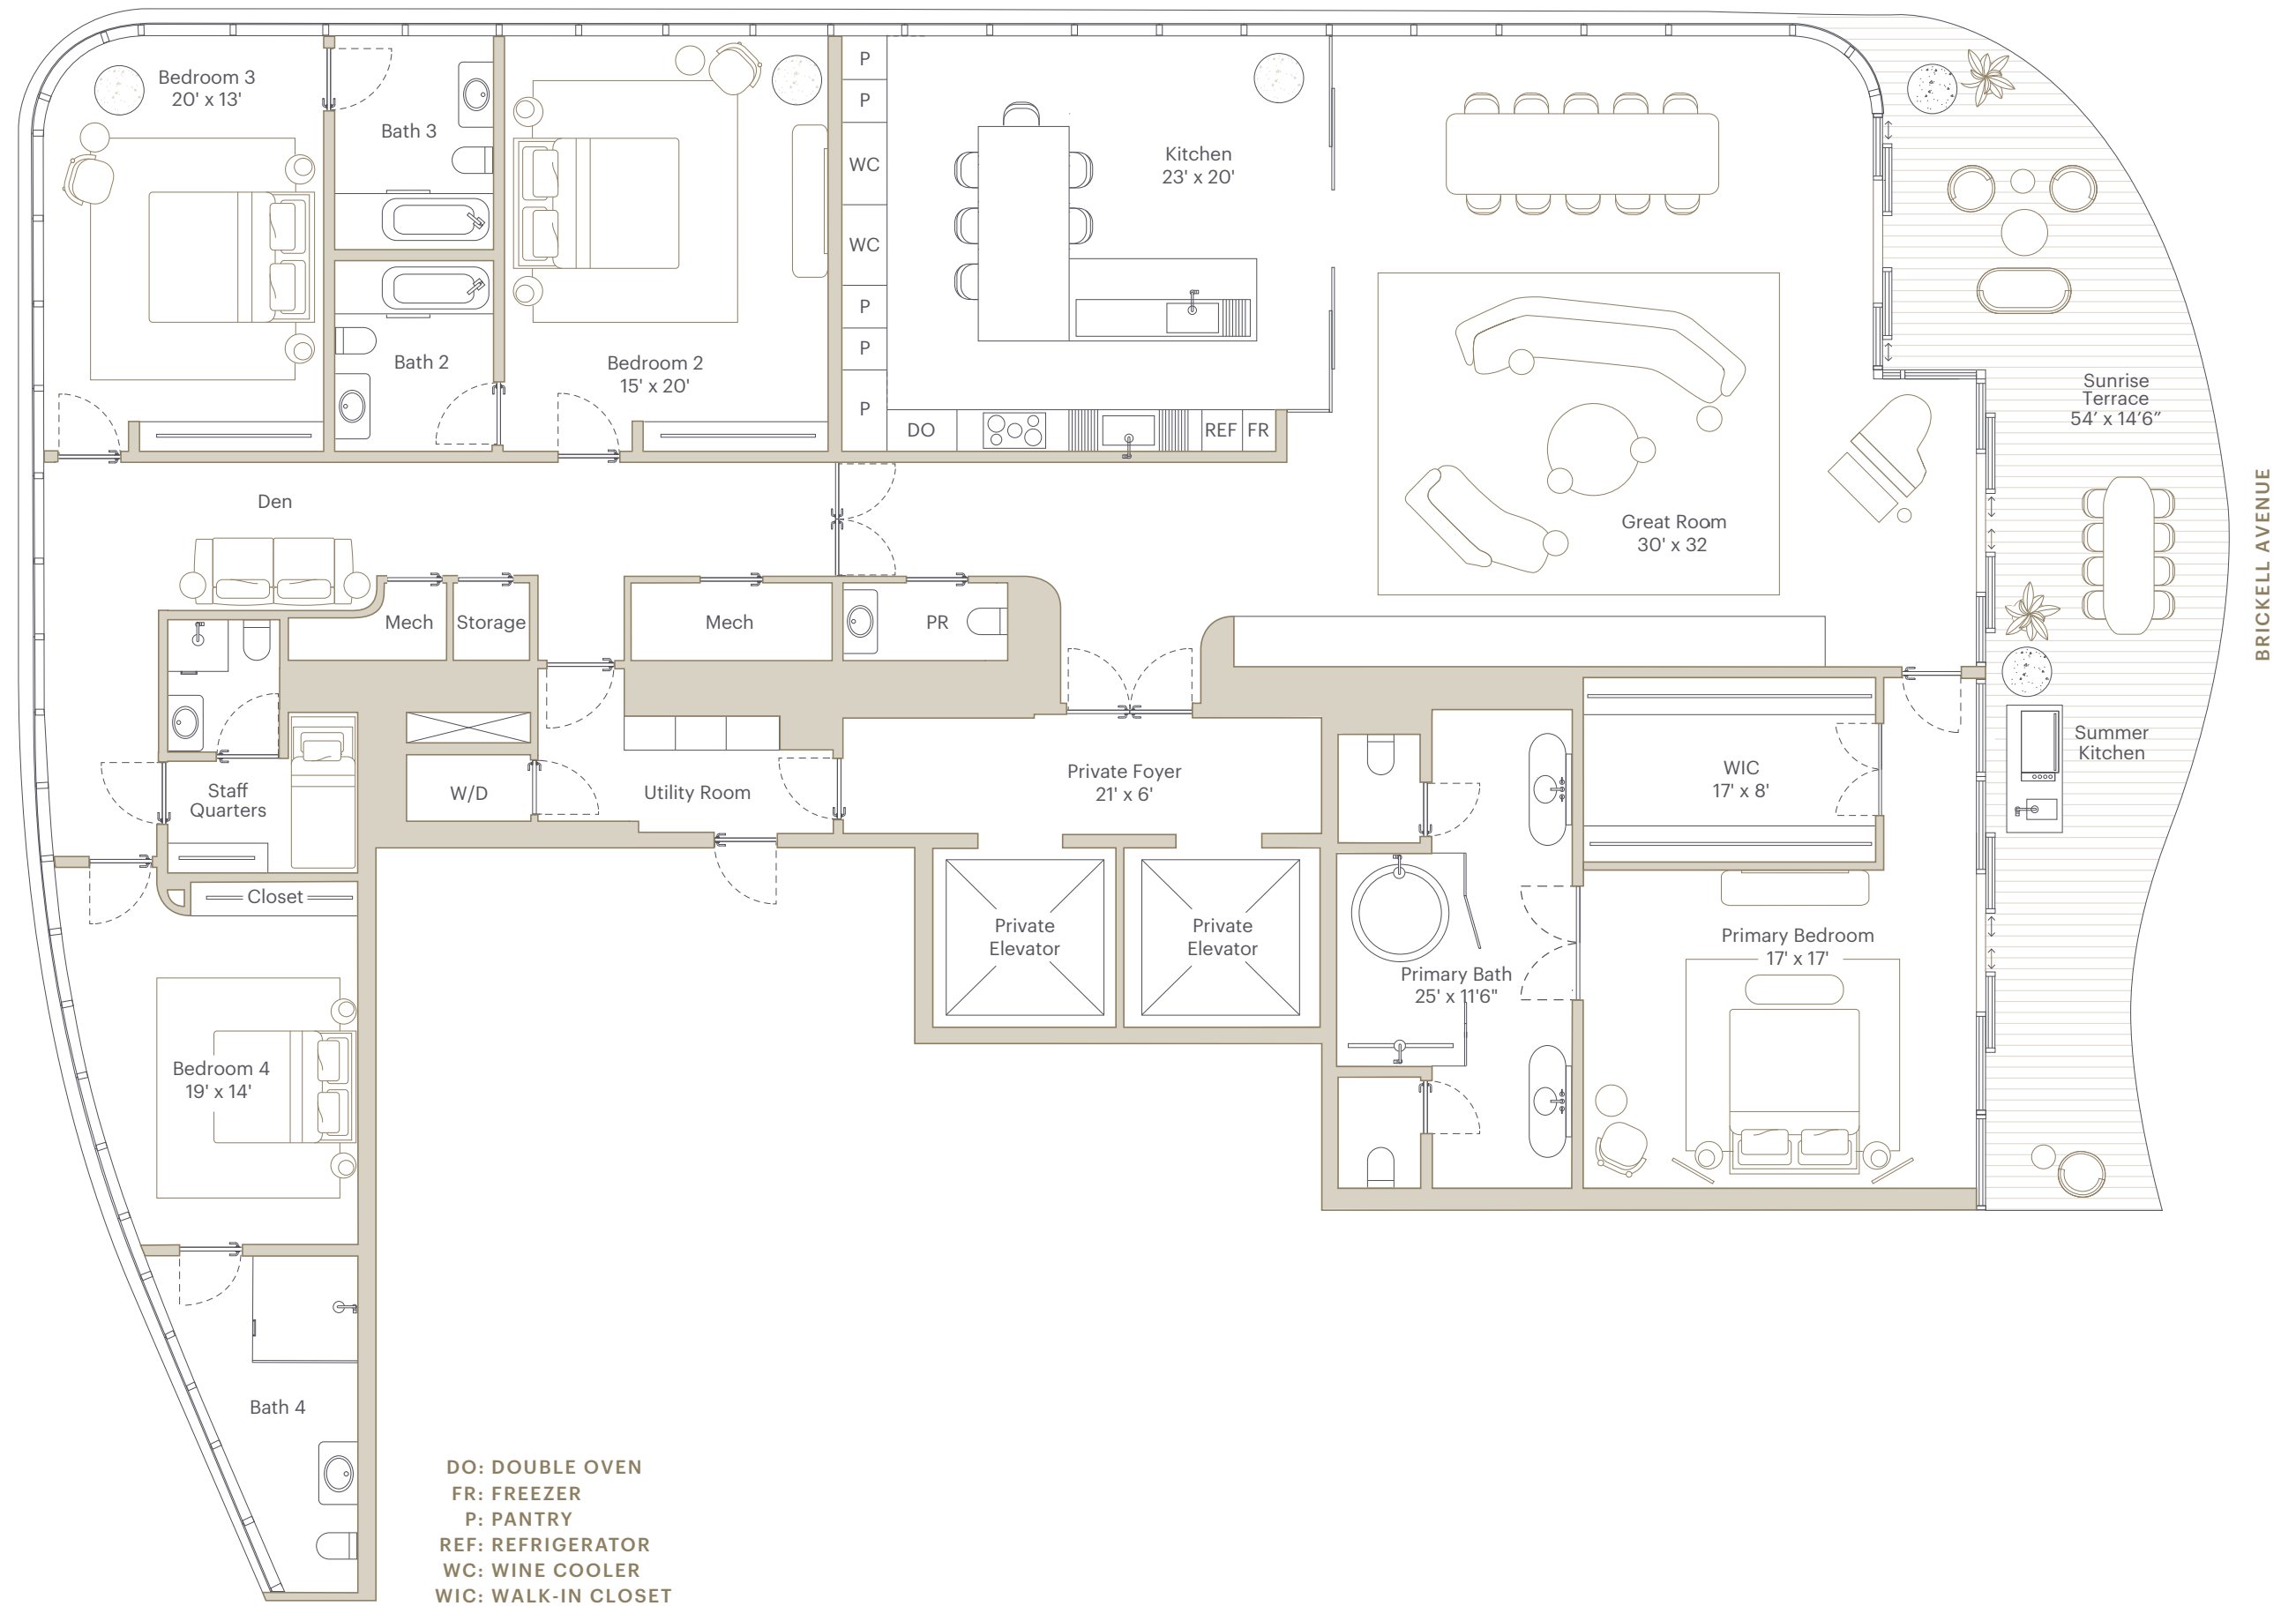 Bedroom 3
20' x 13'
Bath 3
P
P
WC
WC
P
P
P
Kitchen
23' x 20'
Bath 2
Bedroom 2
15' x 20'
DO
REF
FR
Sunrise
Terrace
54’ x 14’6”
BRICKELL AVENUE
Den
Great Room
30' x 32
Mech
Storage
Mech
PR
Staff
Quarters
W/D
Utility Room
Private Foyer
21' x 6'
WIC
17' x 8'
Summer
Kitchen
Closet
Private
Elevator
Private
Elevator
Primary Bath
25' x 11'6"
Primary Bedroom
17' x 17'
Bedroom 4
19' x 14'
Bath 4
DO: DOUBLE OVEN
FR: FREEZER
P: PANTRY
REF: REFRIGERATOR
WC: WINE COOLER
WIC: WALK-IN CLOSET